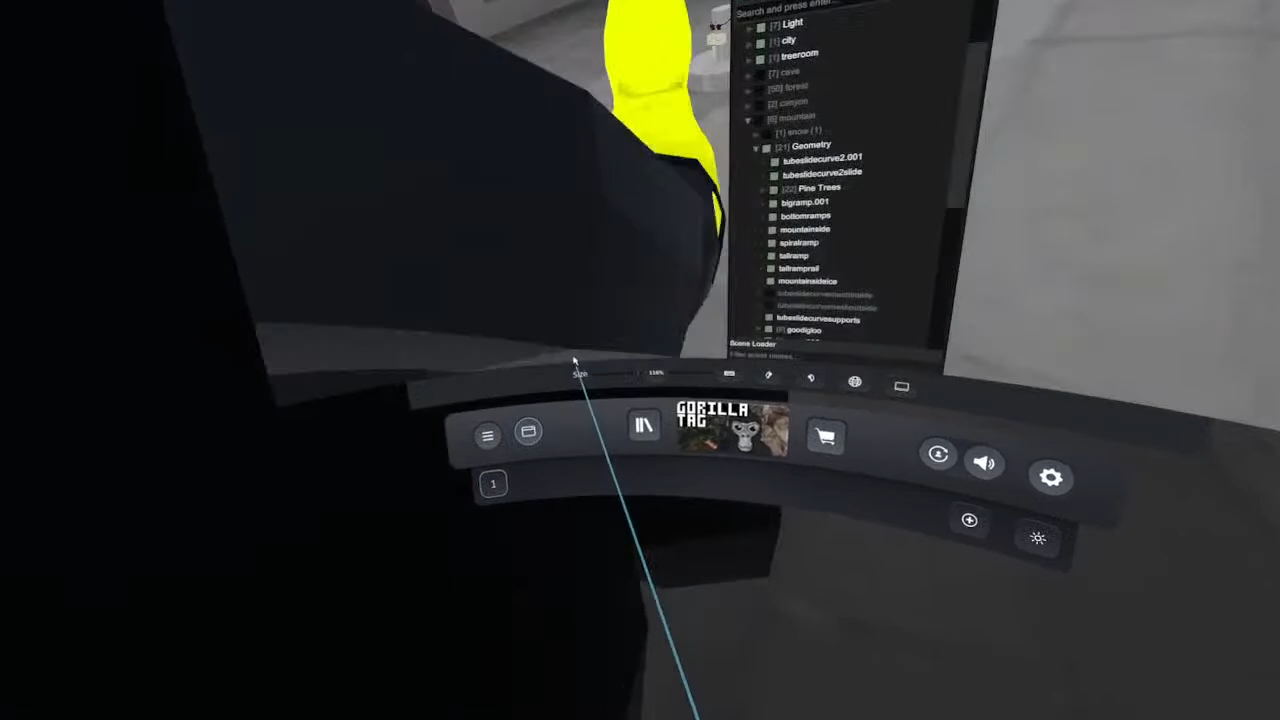 Search and press enter...
[7] Light
[1] city
[1] treeroom
[7] cave
[50] forest
[2] canyon
[6] mountain
[1] snow (1)
[21] Geometry
tubeslidecurve2.001
tubeslidecurve2slide
[22] Pine Trees
bigramp.001
bottomramps
mountainside
spiralramp
tallramp
tallramprail
mountainsideice
tubeslidecurvesupports
goodigloo
Scene Loader
Size
116%
GORILLA
TAG
1